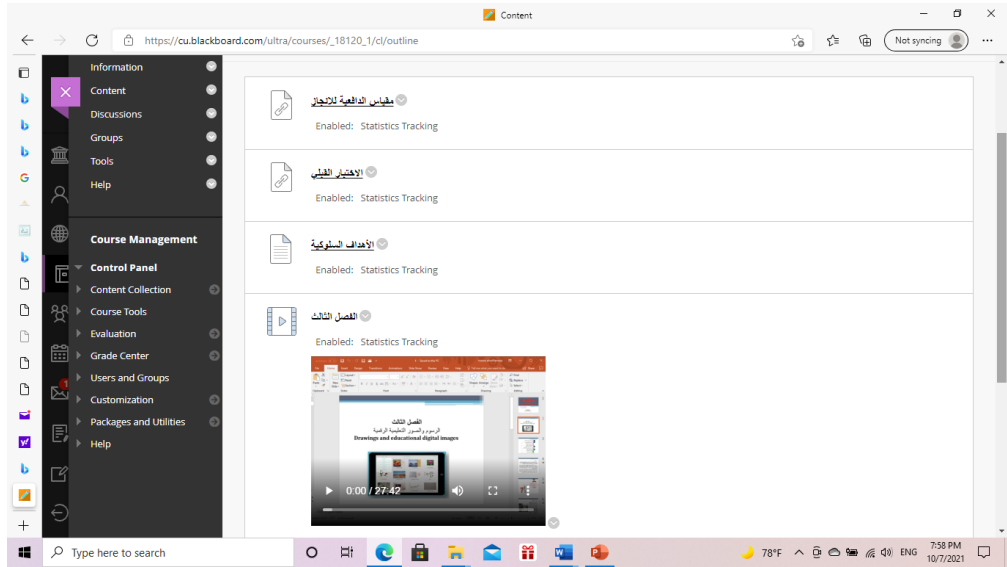 Content
https://cu.blackboard.com/ultra/courses/_18120_1/cl/outline
Not syncing
Information
Content
Discussions
Groups
Tools
Help
Course Management
Control Panel
Content Collection
Course Tools
Evaluation
Grade Center
Users and Groups
Customization
Packages and Utilities
Help
مقياس الدافعية للانجاز
Enabled: Statistics Tracking
الاختبار القبلي
Enabled: Statistics Tracking
الأهداف السلوكية
Enabled: Statistics Tracking
الفصل الثالث
Enabled: Statistics Tracking
الفصل الثالث
الرسوم والصور التعليمية الرقمية
Drawings and educational digital images
0:00 / 27:42
Type here to search
78°F
ENG
7:58 PM
10/7/2021